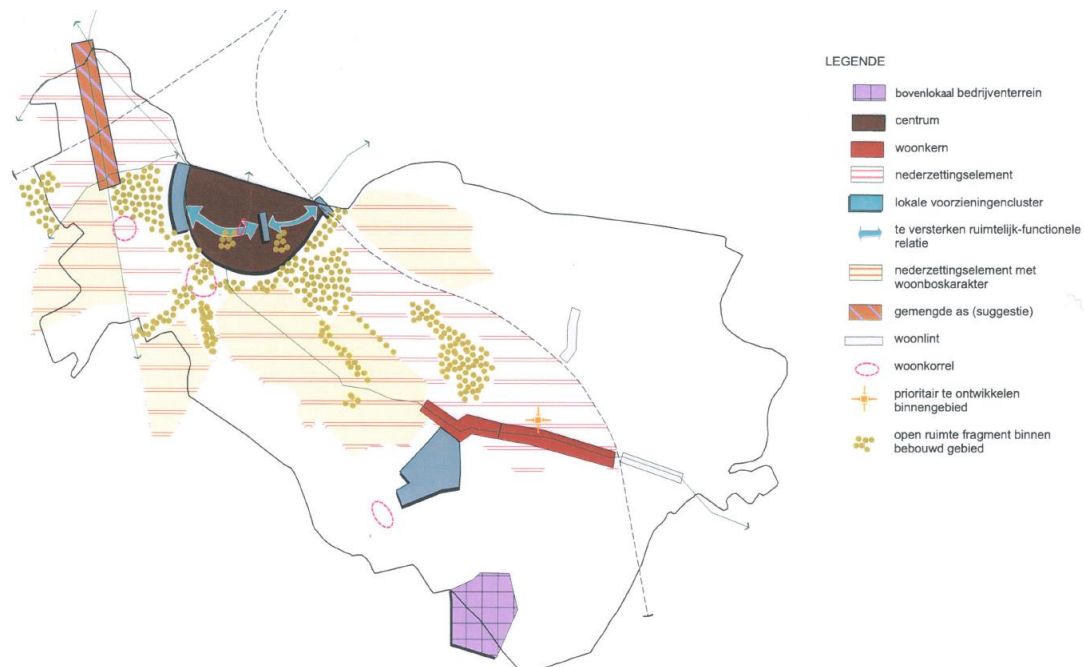 LEGENDE
bovenlokaal bedrijventerrein
centrum
woonkern
nederzettingselement
lokale voorzieningencluster
te versterken ruimtelijk-functionele
relatie
nederzettingselement met
woonboskarakter
gemengde as (suggestie)
woonlint
woonkorrel
prioritair te ontwikkelen
binnengebied
open ruimte fragment binnen
bebouwd gebied